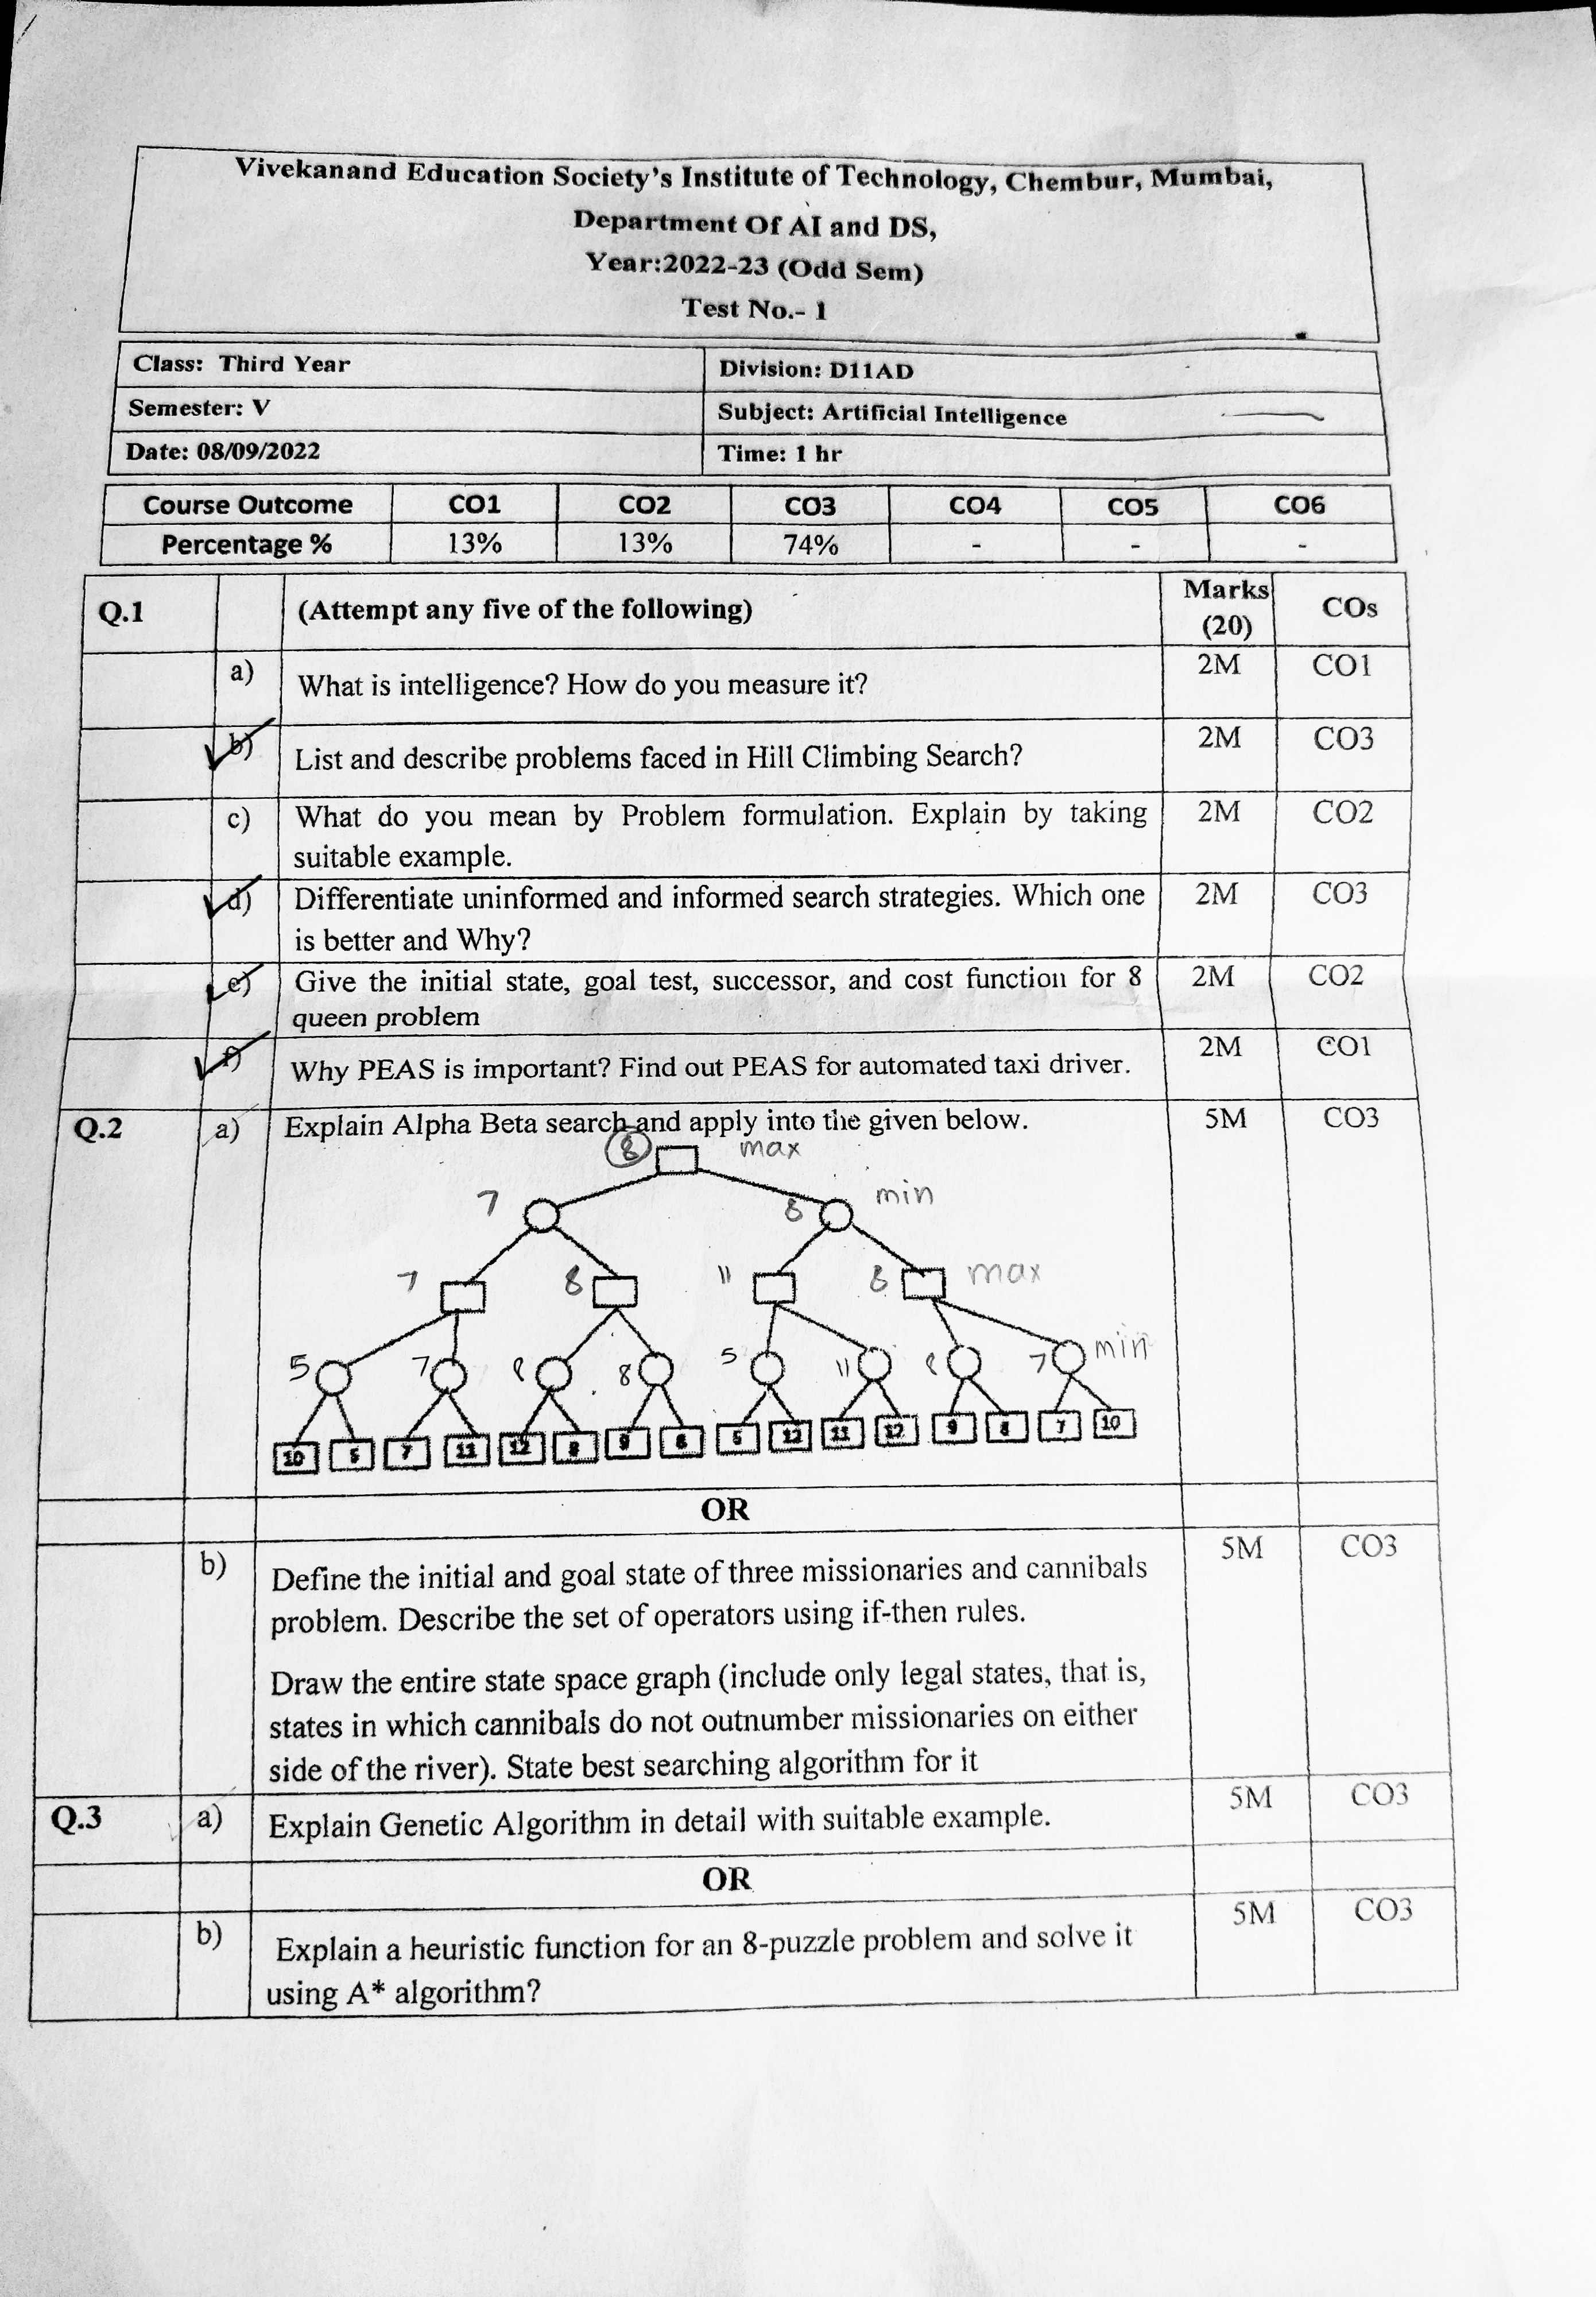 Vivekanand Education Society's Institute of Technology, Chembur, Mumbai,
Department Of AI and DS,
Year:2022-23 (Odd Sem)
Test No.- 1
Class: Third Year Division: D11AD
Semester: V Subject: Artificial Intelligence
Date: 08/09/2022 Time: 1 hr
Course Outcome CO1 CO2 CO3 CO4 CO5 CO6
Percentage % 13% 13% 74% - - -
Q.1 (Attempt any five of the following) Marks (20) COs
a) What is intelligence? How do you measure it? 2M CO1
b) List and describe problems faced in Hill Climbing Search? 2M CO3
c) What do you mean by Problem formulation. Explain by taking 2M CO2
suitable example.
d) Differentiate uninformed and informed search strategies. Which one 2M CO3
is better and Why?
e) Give the initial state, goal test, successor, and cost function for 8 2M CO2
queen problem
f) Why PEAS is important? Find out PEAS for automated taxi driver. 2M CO1
Q.2 a) Explain Alpha Beta search and apply into the given below. 5M CO3
8 max
7 8 min
7 8 11 8 max
5 7 8 5 11 7 min
10 5 7 11 12 8 9 8 5 12 11 12 9 8 7 10
OR
b) Define the initial and goal state of three missionaries and cannibals 5M CO3
problem. Describe the set of operators using if-then rules.
Draw the entire state space graph (include only legal states, that is,
states in which cannibals do not outnumber missionaries on either
side of the river). State best searching algorithm for it
Q.3 a) Explain Genetic Algorithm in detail with suitable example. 5M CO3
OR
b) Explain a heuristic function for an 8-puzzle problem and solve it 5M CO3
using A* algorithm?